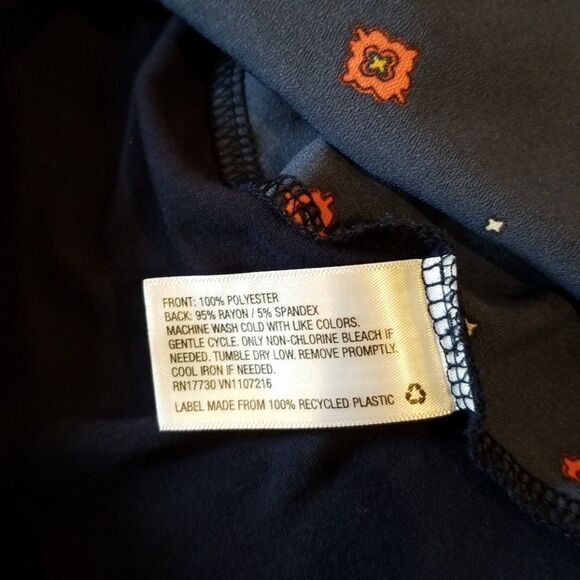 FRONT: 100% POLYESTER
BACK: 95% RAYON / 5% SPANDEX
MACHINE WASH COLD WITH LIKE COLORS.
GENTLE CYCLE. ONLY NON-CHLORINE BLEACH IF
NEEDED. TUMBLE DRY LOW. REMOVE PROMPTLY.
COOL IRON IF NEEDED.
RN17730 VN1107216
LABEL MADE FROM 100% RECYCLED PLASTIC